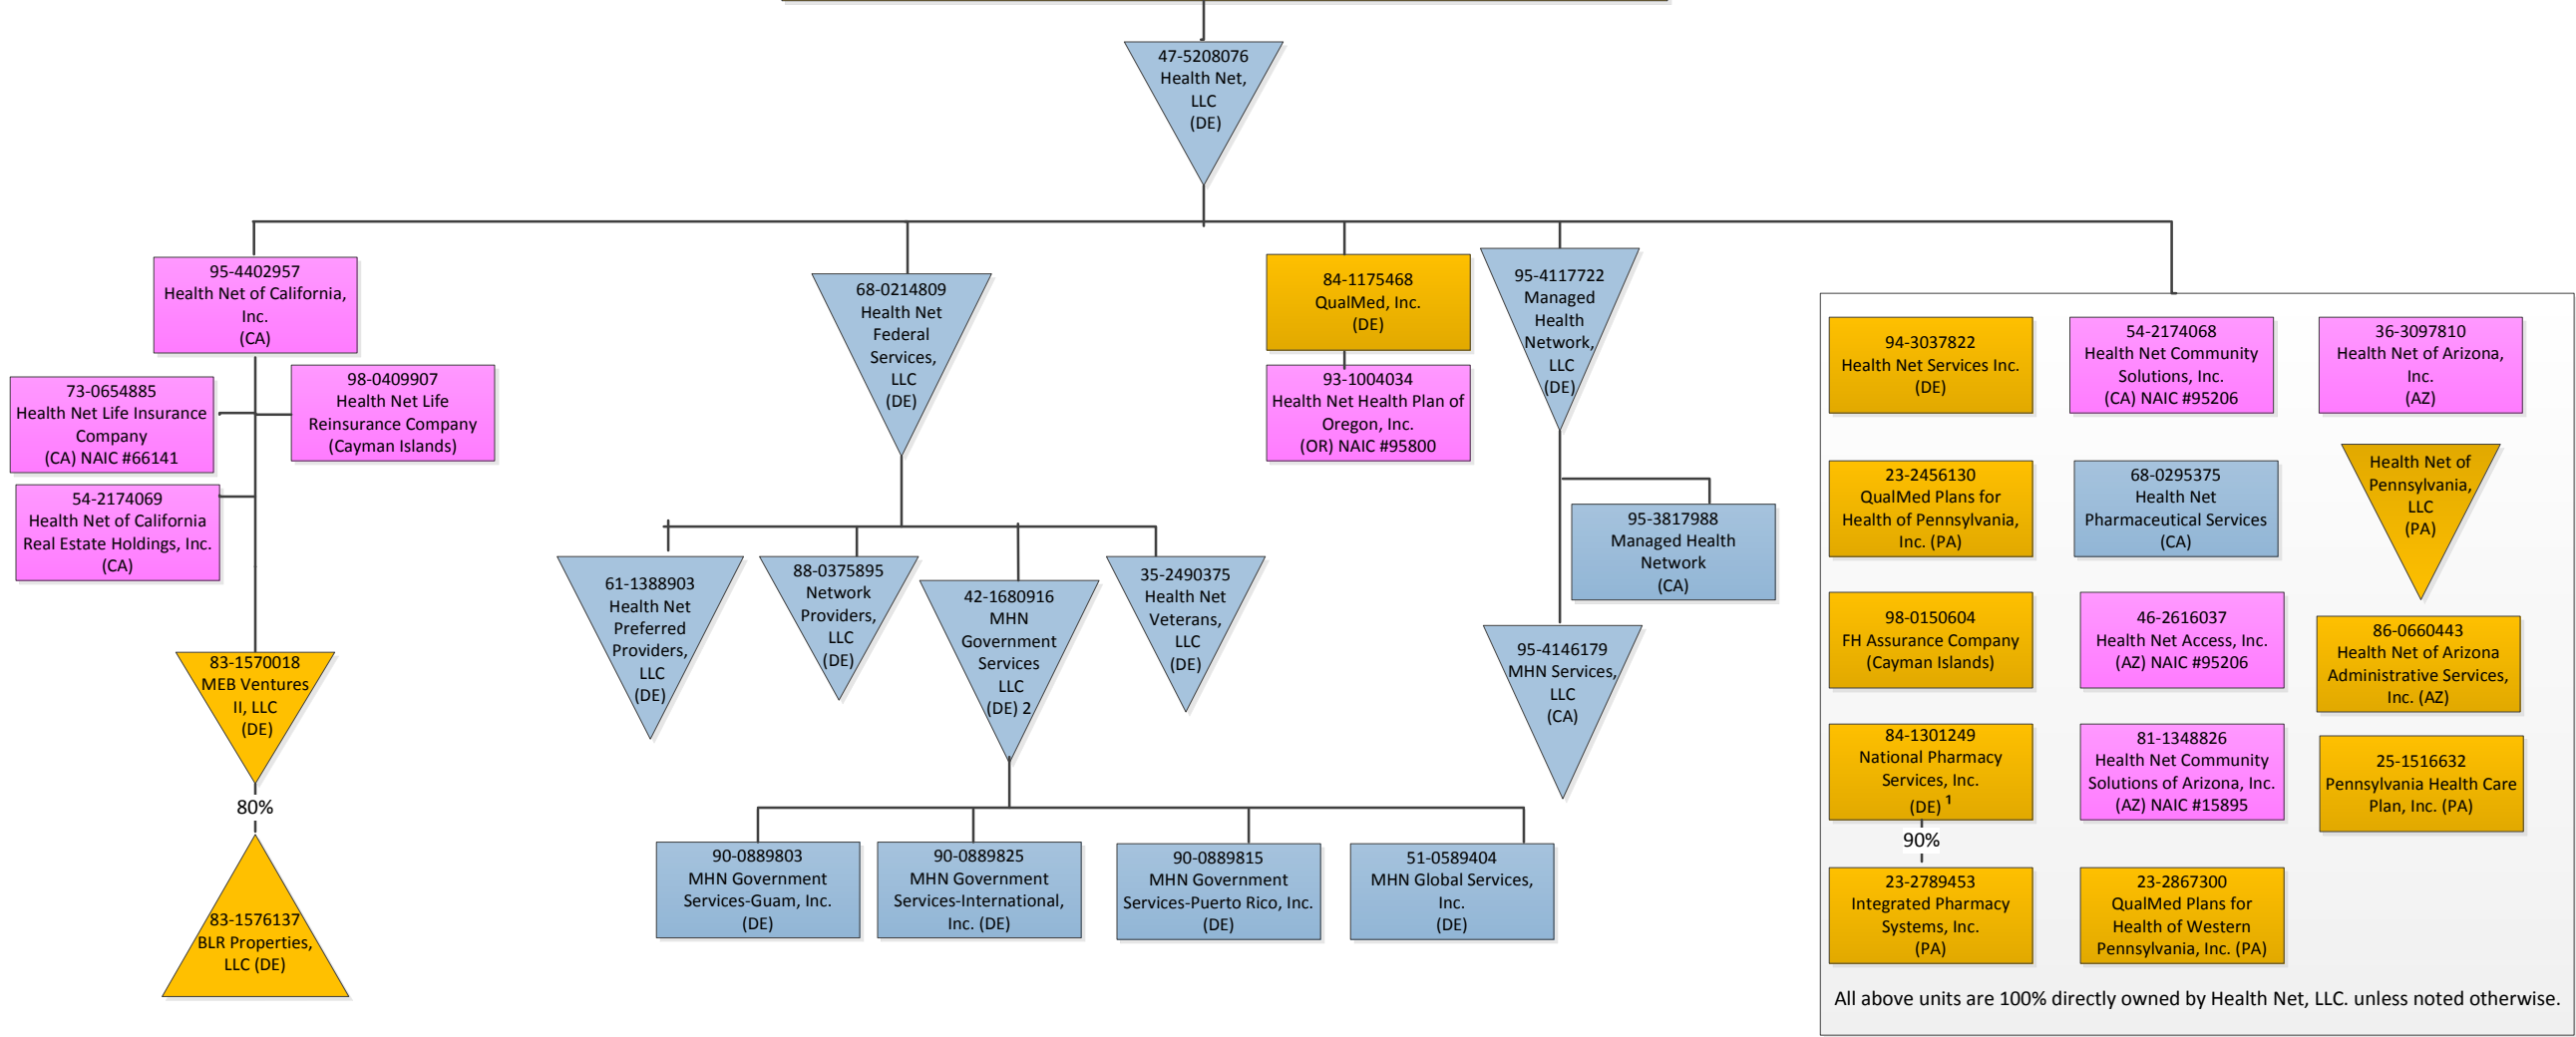 47-5208076
Health Net,
LLC
(DE)
95-4402957
Health Net of California,
Inc.
(CA)
73-0654885
Health Net Life Insurance
Company
(CA) NAIC #66141
98-0409907
Health Net Life
Reinsurance Company
(Cayman Islands)
54-2174069
Health Net of California
Real Estate Holdings, Inc.
(CA)
83-1570018
MEB Ventures
II, LLC
(DE)
80%
83-1576137
BLR Properties,
LLC (DE)
68-0214809
Health Net
Federal
Services,
LLC
(DE)
61-1388903
Health Net
Preferred
Providers,
LLC
(DE)
88-0375895
Network
Providers,
LLC
(DE)
42-1680916
MHN
Government
Services
LLC
(DE) 2
35-2490375
Health Net
Veterans,
LLC
(DE)
90-0889803
MHN Government
Services-Guam, Inc.
(DE)
90-0889825
MHN Government
Services-International,
Inc. (DE)
90-0889815
MHN Government
Services-Puerto Rico, Inc.
(DE)
51-0589404
MHN Global Services,
Inc.
(DE)
84-1175468
QualMed, Inc.
(DE)
93-1004034
Health Net Health Plan of
Oregon, Inc.
(OR) NAIC #95800
95-4117722
Managed
Health
Network,
LLC
(DE)
95-3817988
Managed Health
Network
(CA)
95-4146179
MHN Services,
LLC
(CA)
94-3037822
Health Net Services Inc.
(DE)
54-2174068
Health Net Community
Solutions, Inc.
(CA) NAIC #95206
36-3097810
Health Net of Arizona,
Inc.
(AZ)
23-2456130
QualMed Plans for
Health of Pennsylvania,
Inc. (PA)
68-0295375
Health Net
Pharmaceutical Services
(CA)
Health Net of
Pennsylvania,
LLC
(PA)
98-0150604
FH Assurance Company
(Cayman Islands)
46-2616037
Health Net Access, Inc.
(AZ) NAIC #95206
86-0660443
Health Net of Arizona
Administrative Services,
Inc. (AZ)
84-1301249
National Pharmacy
Services, Inc.
(DE) 1
81-1348826
Health Net Community
Solutions of Arizona, Inc.
(AZ) NAIC #15895
25-1516632
Pennsylvania Health Care
Plan, Inc. (PA)
90%
23-2789453
Integrated Pharmacy
Systems, Inc.
(PA)
23-2867300
QualMed Plans for
Health of Western
Pennsylvania, Inc. (PA)
All above units are 100% directly owned by Health Net, LLC. unless noted otherwise.